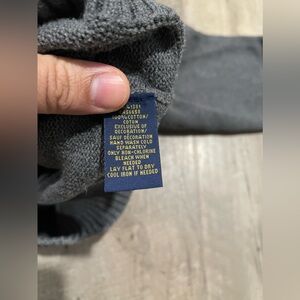 100%COTTON/
COTON
EXCLUSIVE OF
DECORATION/
SAUF DECORATION
HAND WASH COLD
SEPARATELY
ONLY NON-CHLORINE
BLEACH WHEN
NEEDED
LAY FLAT TO DRY
COOL IRON IF NEEDED